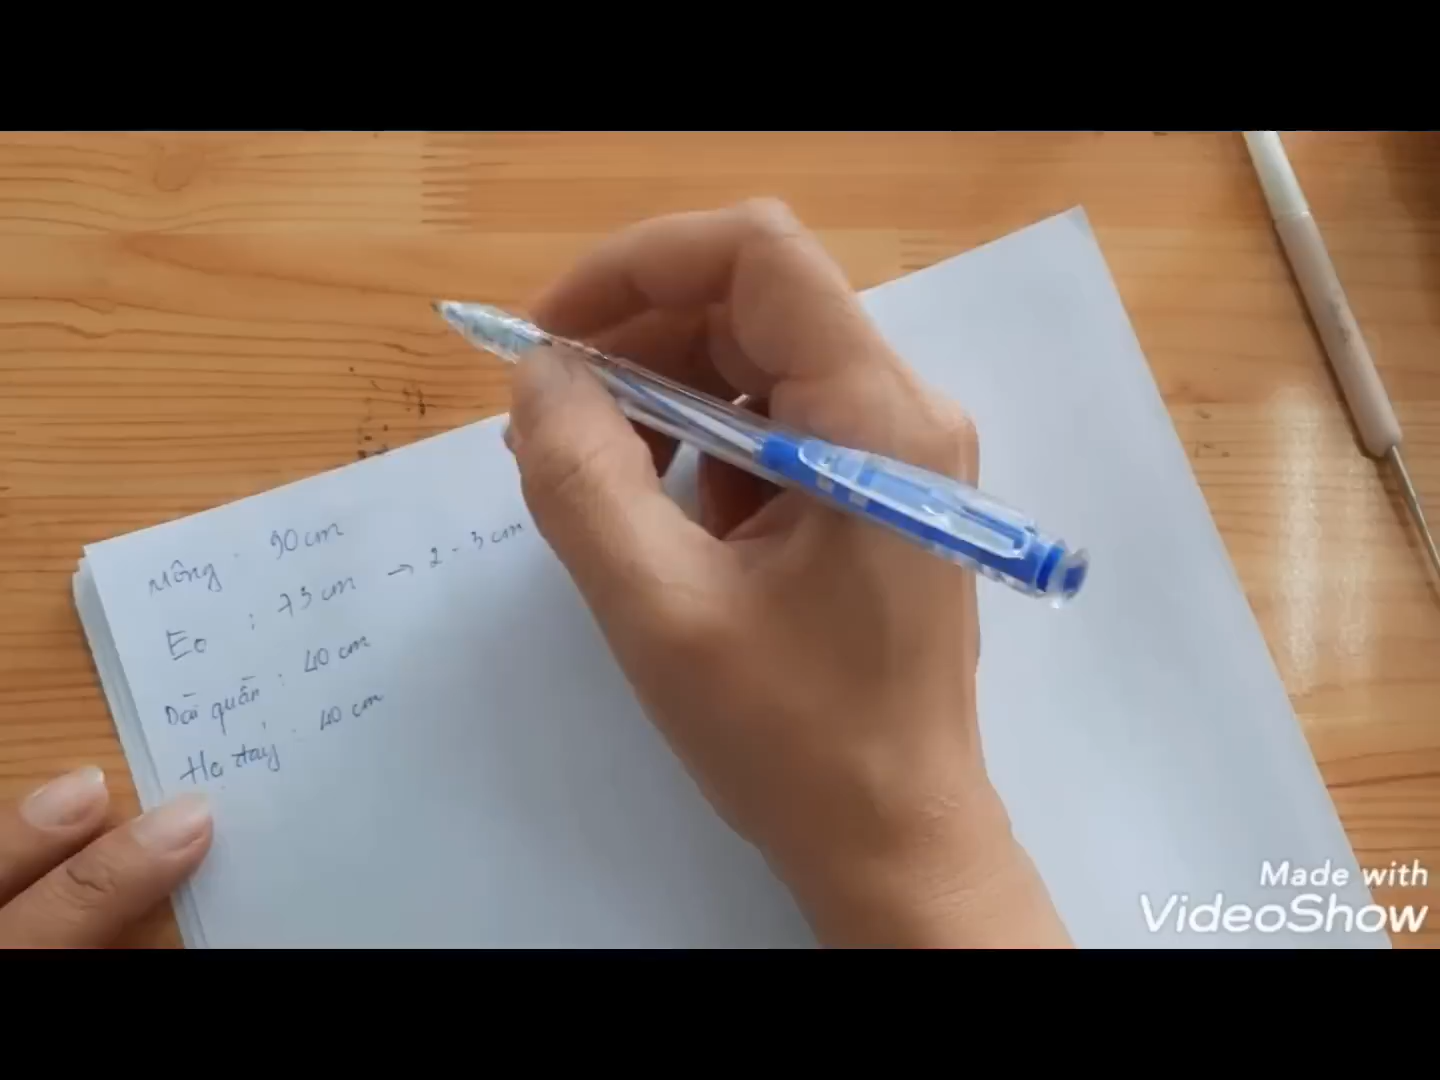 Mông : 90 cm
Eo : 73 cm → 2 - 3 cm
Dài quần : 40 cm
Hạ đáy : 40 cm
Made with
VideoShow